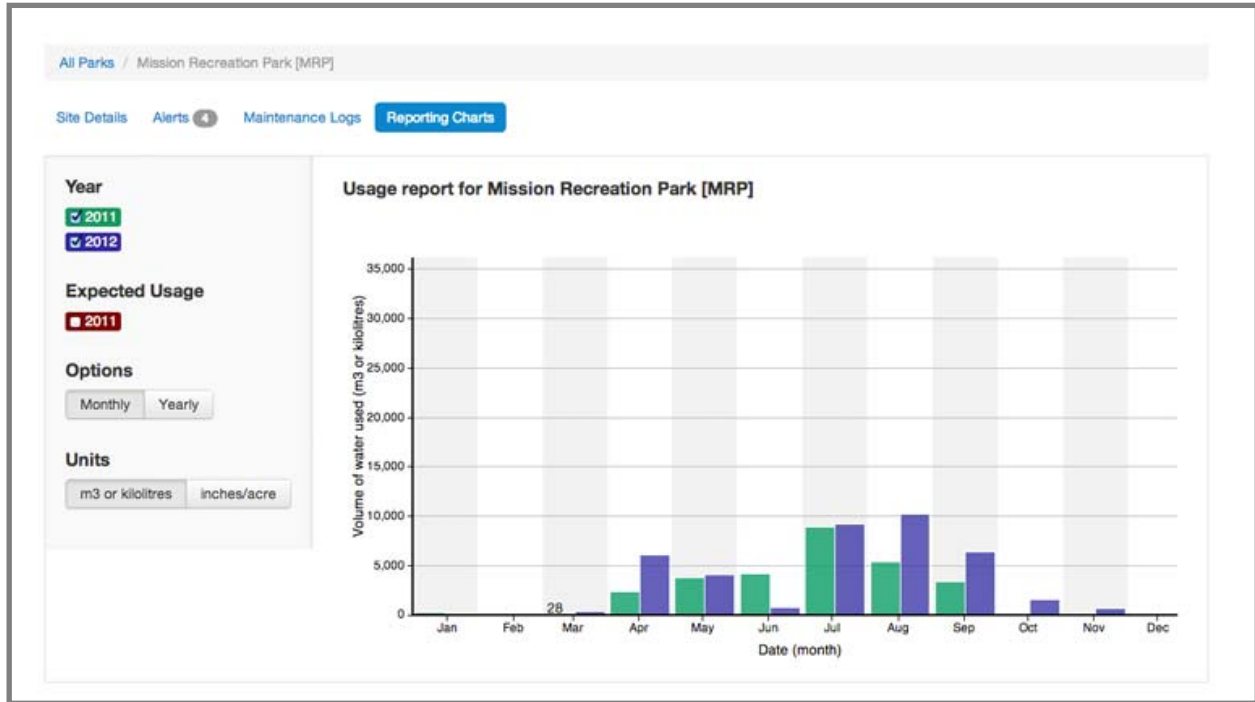 All Parks / Mission Recreation Park [MRP]
Site Details Alerts 4 Maintenance Logs Reporting Charts
Year
2011
2012
Expected Usage
2011
Options
Monthly Yearly
Units
m3 or kilolitres inches/acre
Usage report for Mission Recreation Park [MRP]
Volume of water used (m3 or kilolitres)
35,000
30,000
25,000
20,000
15,000
10,000
5,000
0
28
Jan Feb Mar Apr May Jun Jul Aug Sep Oct Nov Dec
Date (month)